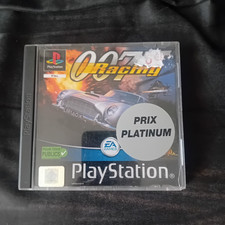 007
Racing
PRIX
PLATINUM
EA
PlayStation